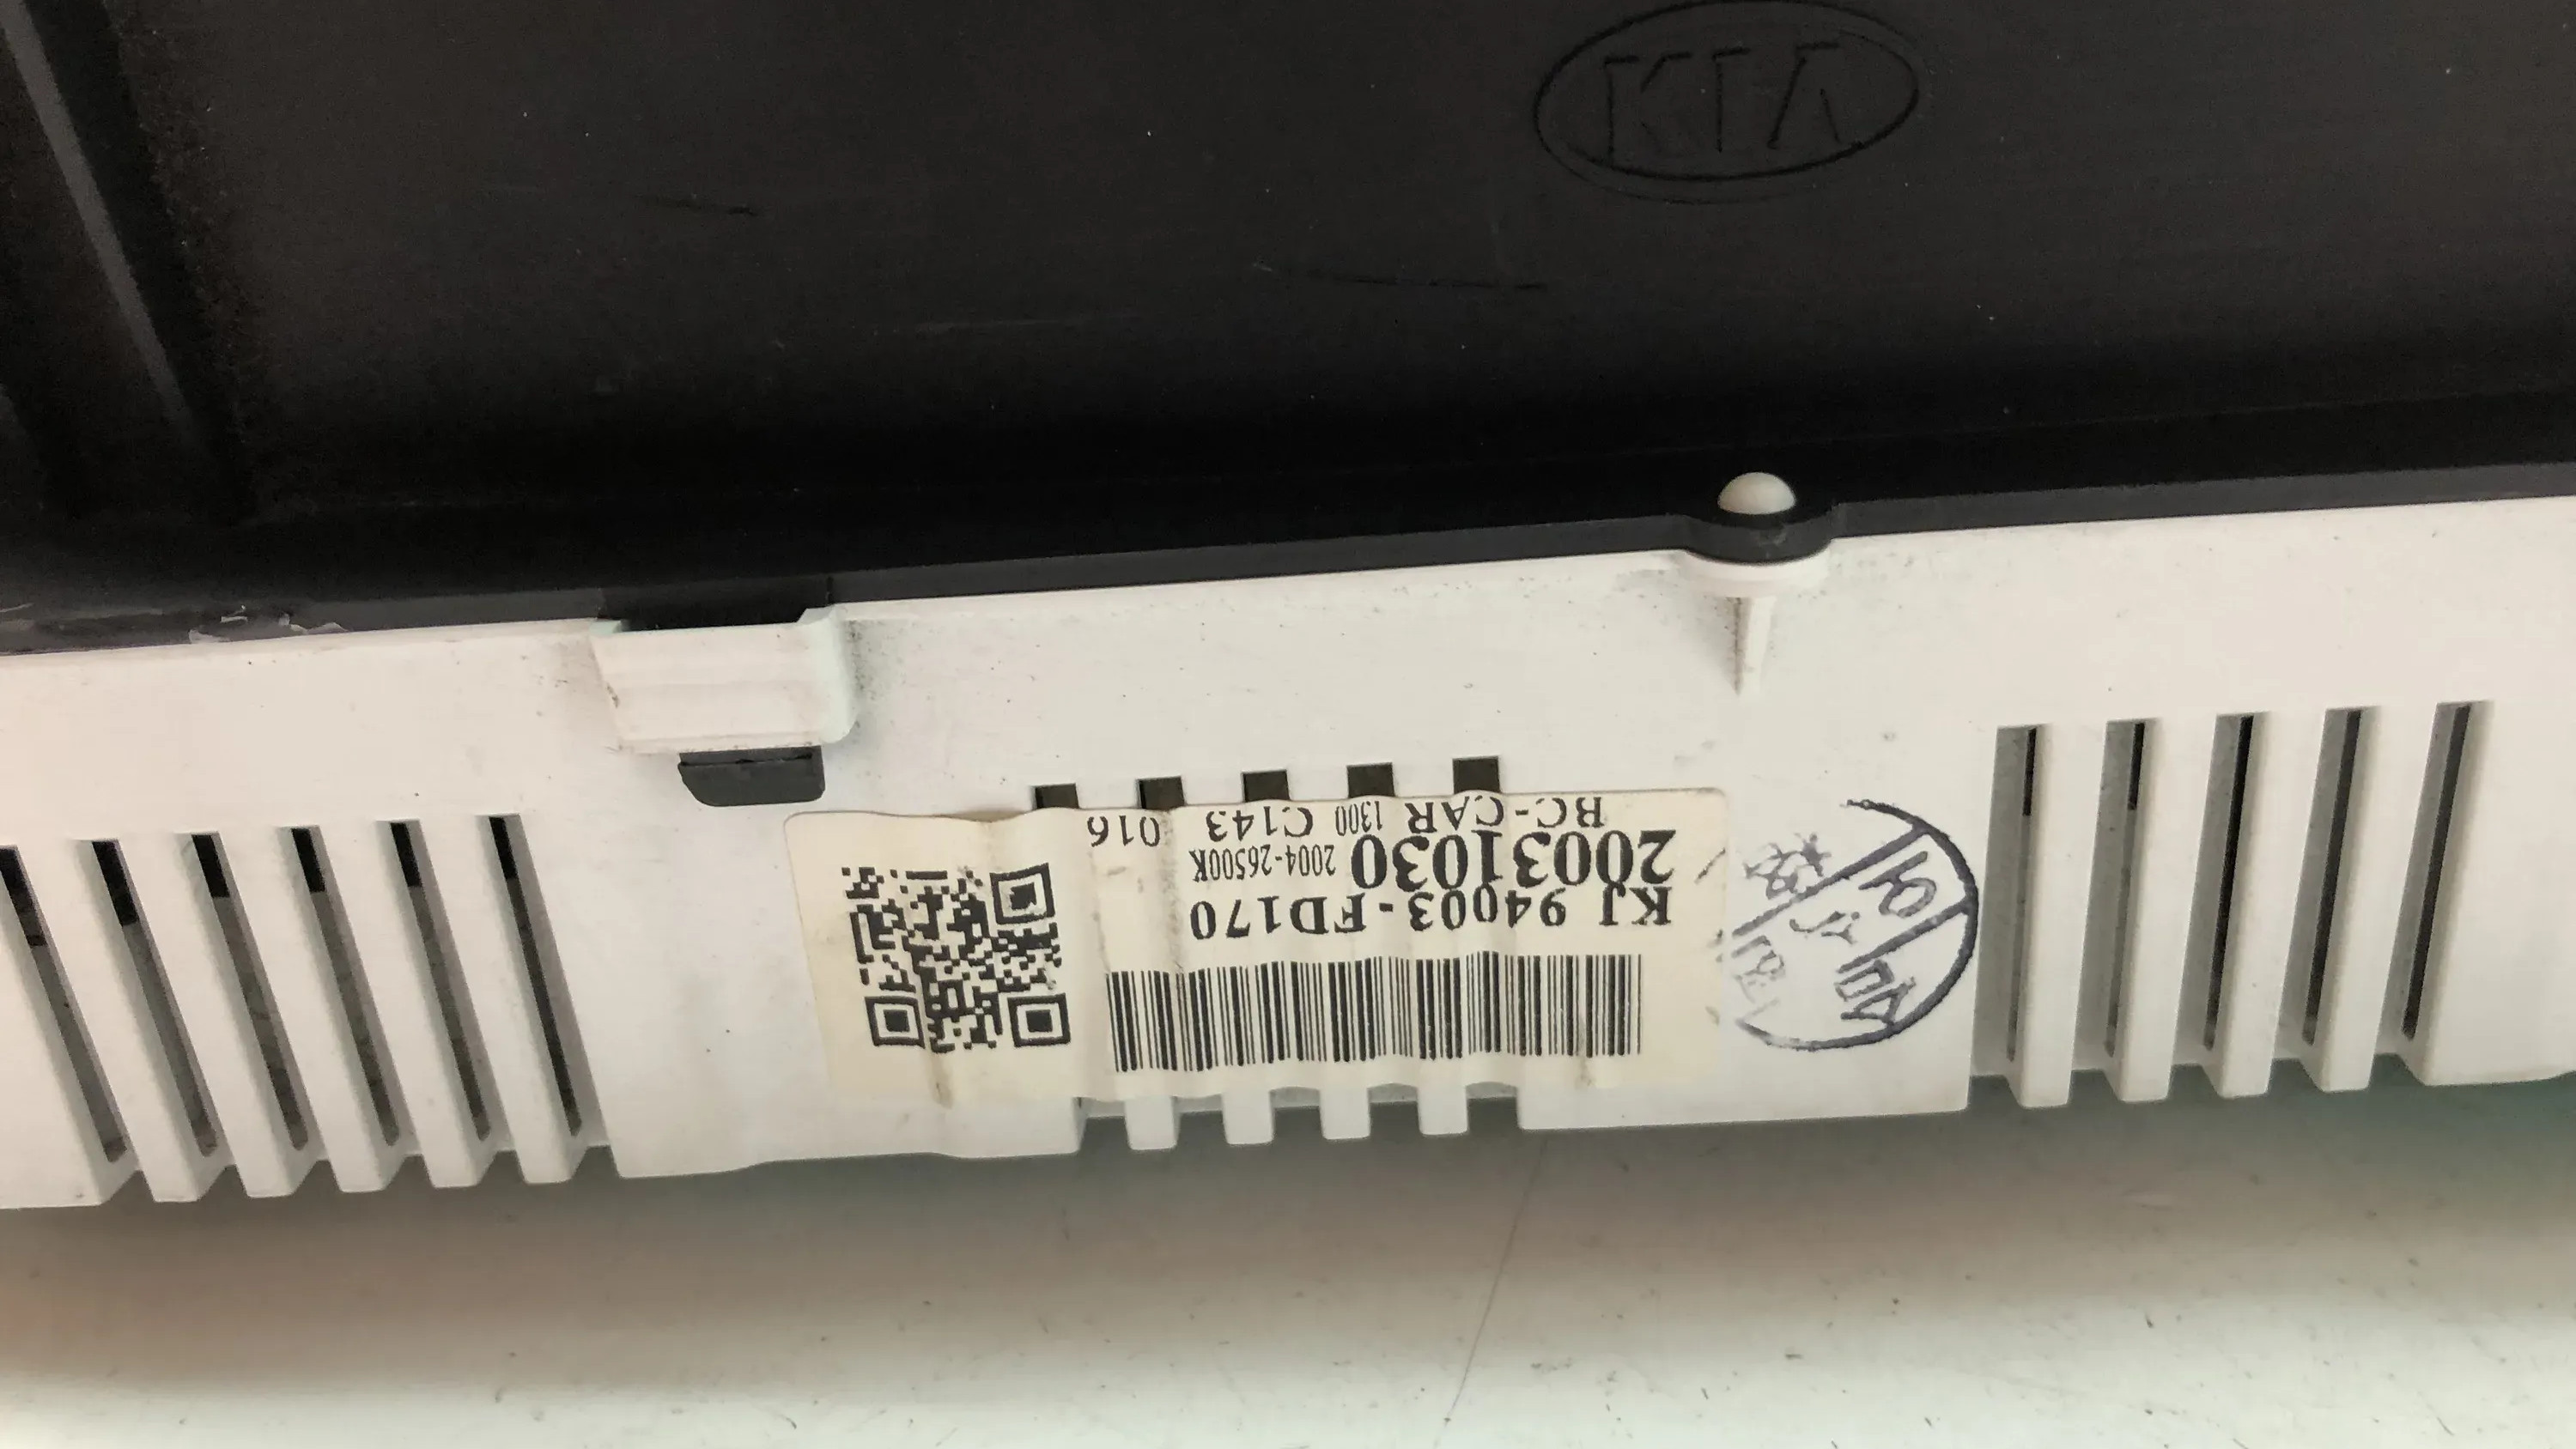 KIA
KJ 94003-FD170
20031030 2004-26500K
BC-CAR 1300 C143 016